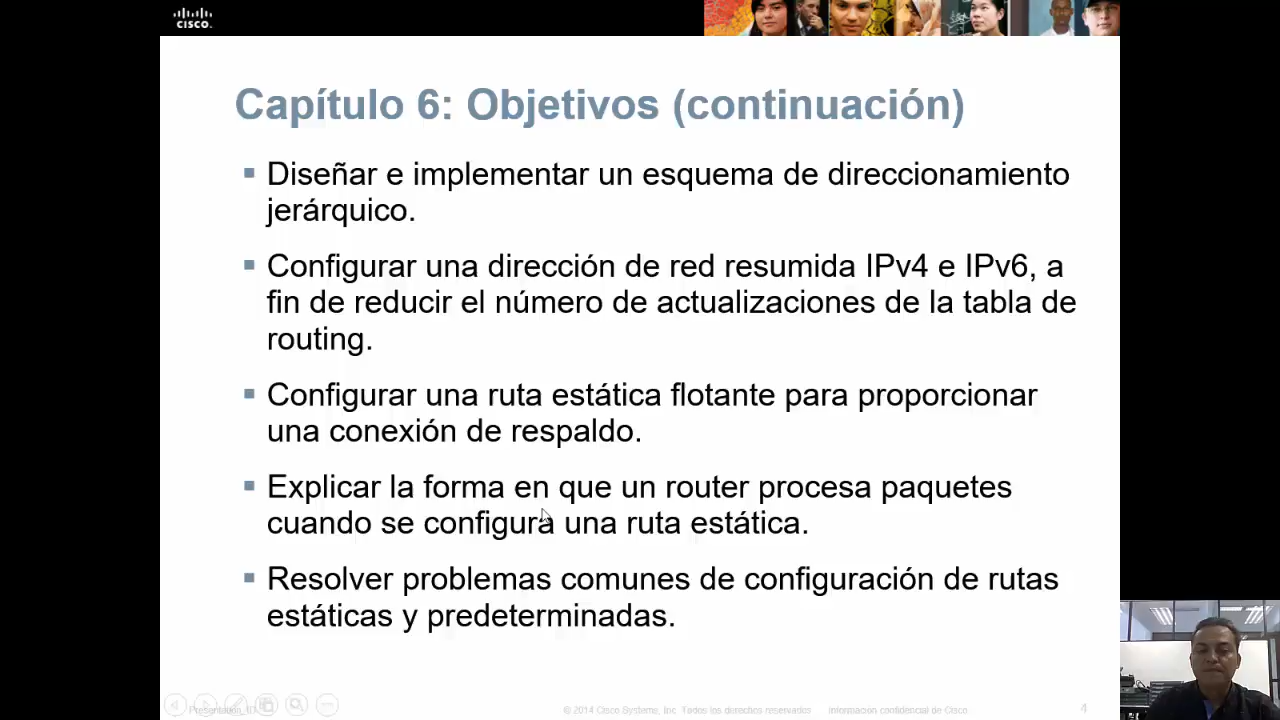 CISCO.
Capítulo 6: Objetivos (continuación)
Diseñar e implementar un esquema de direccionamiento
jerárquico.
Configurar una dirección de red resumida IPv4 e IPv6, a
fin de reducir el número de actualizaciones de la tabla de
routing.
Configurar una ruta estática flotante para proporcionar
una conexión de respaldo.
Explicar la forma en que un router procesa paquetes
cuando se configura una ruta estática.
Resolver problemas comunes de configuración de rutas
estáticas y predeterminadas.
© 2014 Cisco Systems, Inc. Todos los derechos reservados. Información confidencial de Cisco 4